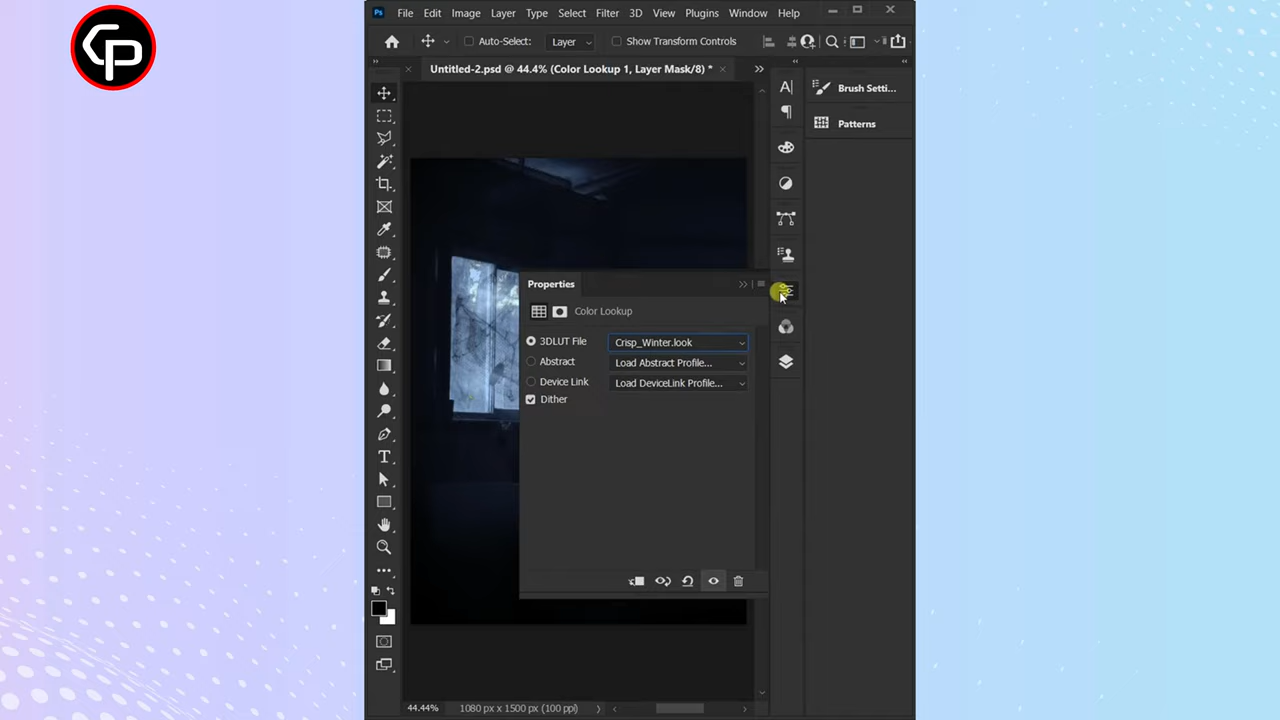 CP
Ps File Edit Image Layer Type Select Filter 3D View Plugins Window Help
Auto-Select: Layer Show Transform Controls
Untitled-2.psd @ 44.4% (Color Lookup 1, Layer Mask/8) *
Brush Setti...
Patterns
Properties
Color Lookup
3DLUT File Crisp_Winter.look
Abstract Load Abstract Profile...
Device Link Load DeviceLink Profile...
Dither
44.44% 1080 px x 1500 px (100 ppi)